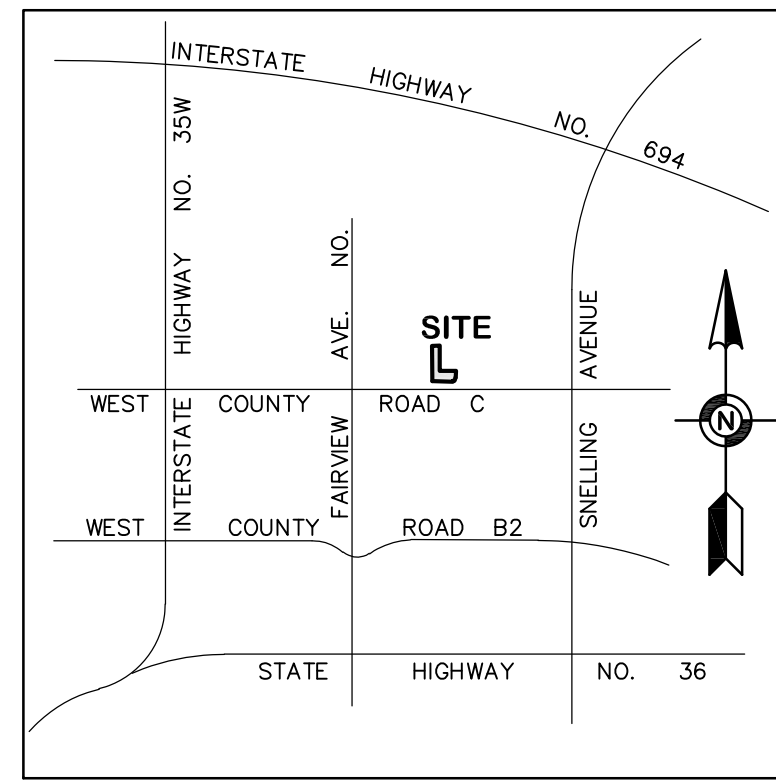 INTERSTATE HIGHWAY NO. 694
INTERSTATE HIGHWAY NO. 35W
FAIRVIEW AVE. NO.
SITE
SNELLING AVENUE
N
WEST COUNTY ROAD C
WEST COUNTY ROAD B2
STATE HIGHWAY NO. 36